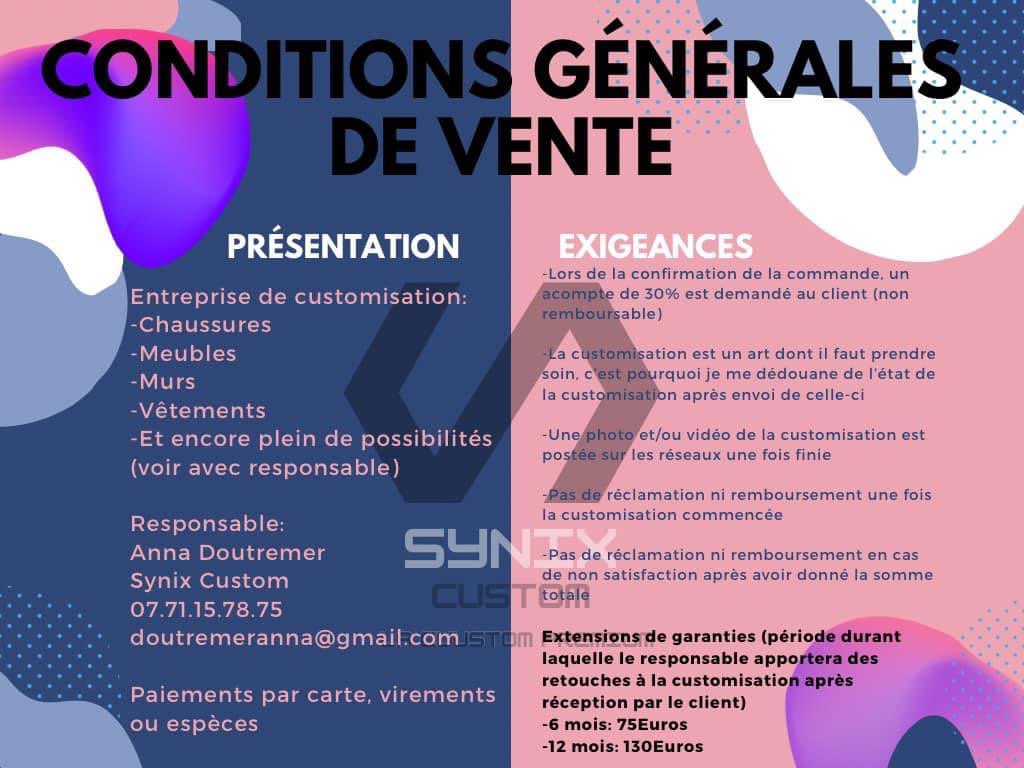 CONDITIONS GÉNÉRALES
DE VENTE
PRÉSENTATION
Entreprise de customisation:
-Chaussures
-Meubles
-Murs
-Vêtements
-Et encore plein de possibilités
(voir avec responsable)
Responsable:
Anna Doutremer
Synix Custom
07.71.15.78.75
doutremeranna@gmail.com
Paiements par carte, virements
ou espèces
EXIGEANCES
-Lors de la confirmation de la commande, un
acompte de 30% est demandé au client (non
remboursable)
-La customisation est un art dont il faut prendre
soin, c'est pourquoi je me dédouane de l'état de
la customisation après envoi de celle-ci
-Une photo et/ou vidéo de la customisation est
postée sur les réseaux une fois finie
-Pas de réclamation ni remboursement une fois
la customisation commencée
-Pas de réclamation ni remboursement en cas
de non satisfaction après avoir donné la somme
totale
Extensions de garanties (période durant
laquelle le responsable apportera des
retouches à la customisation après
réception par le client)
-6 mois: 75Euros
-12 mois: 130Euros
SYNIX
CUSTOM
CUSTOM PREMIUM